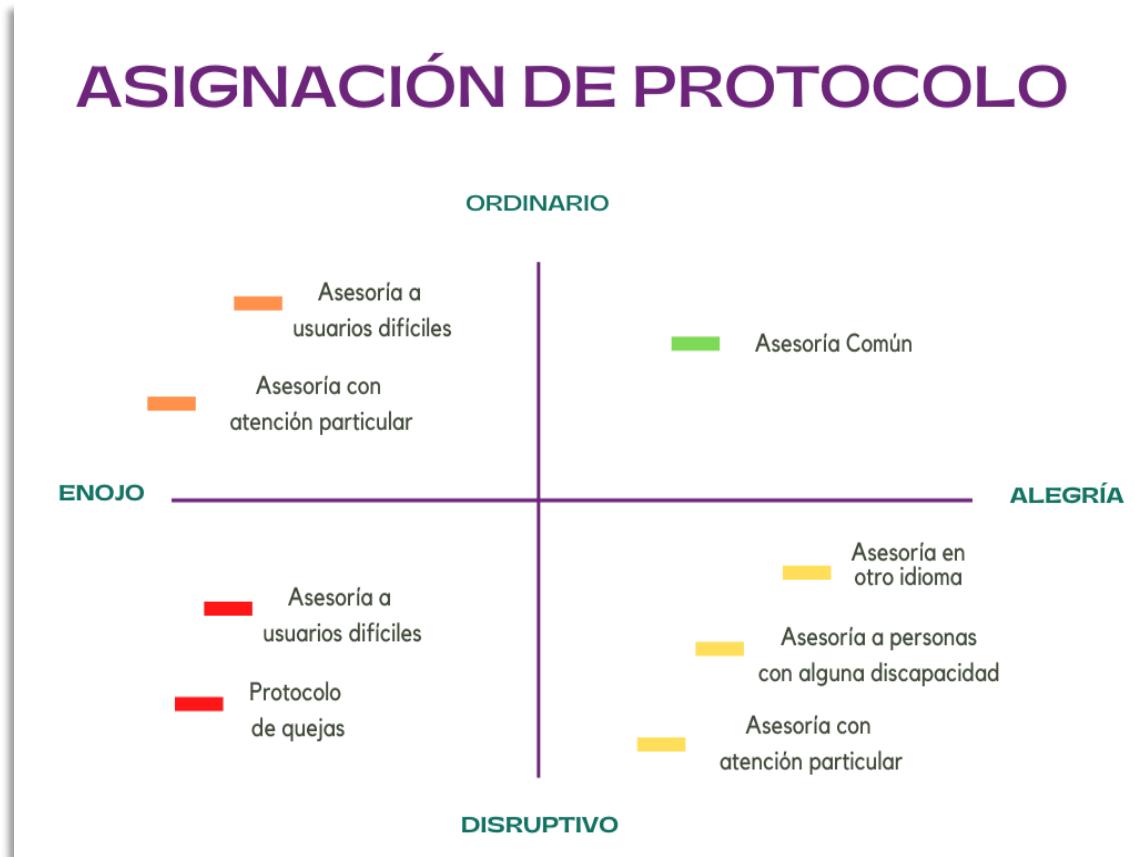 ASIGNACIÓN DE PROTOCOLO
ORDINARIO
Asesoría a
usuarios difíciles
Asesoría Común
Asesoría con
atención particular
ENOJO
ALEGRÍA
Asesoría en
otro idioma
Asesoría a
usuarios difíciles
Asesoría a personas
con alguna discapacidad
Protocolo
de quejas
Asesoría con
atención particular
DISRUPTIVO